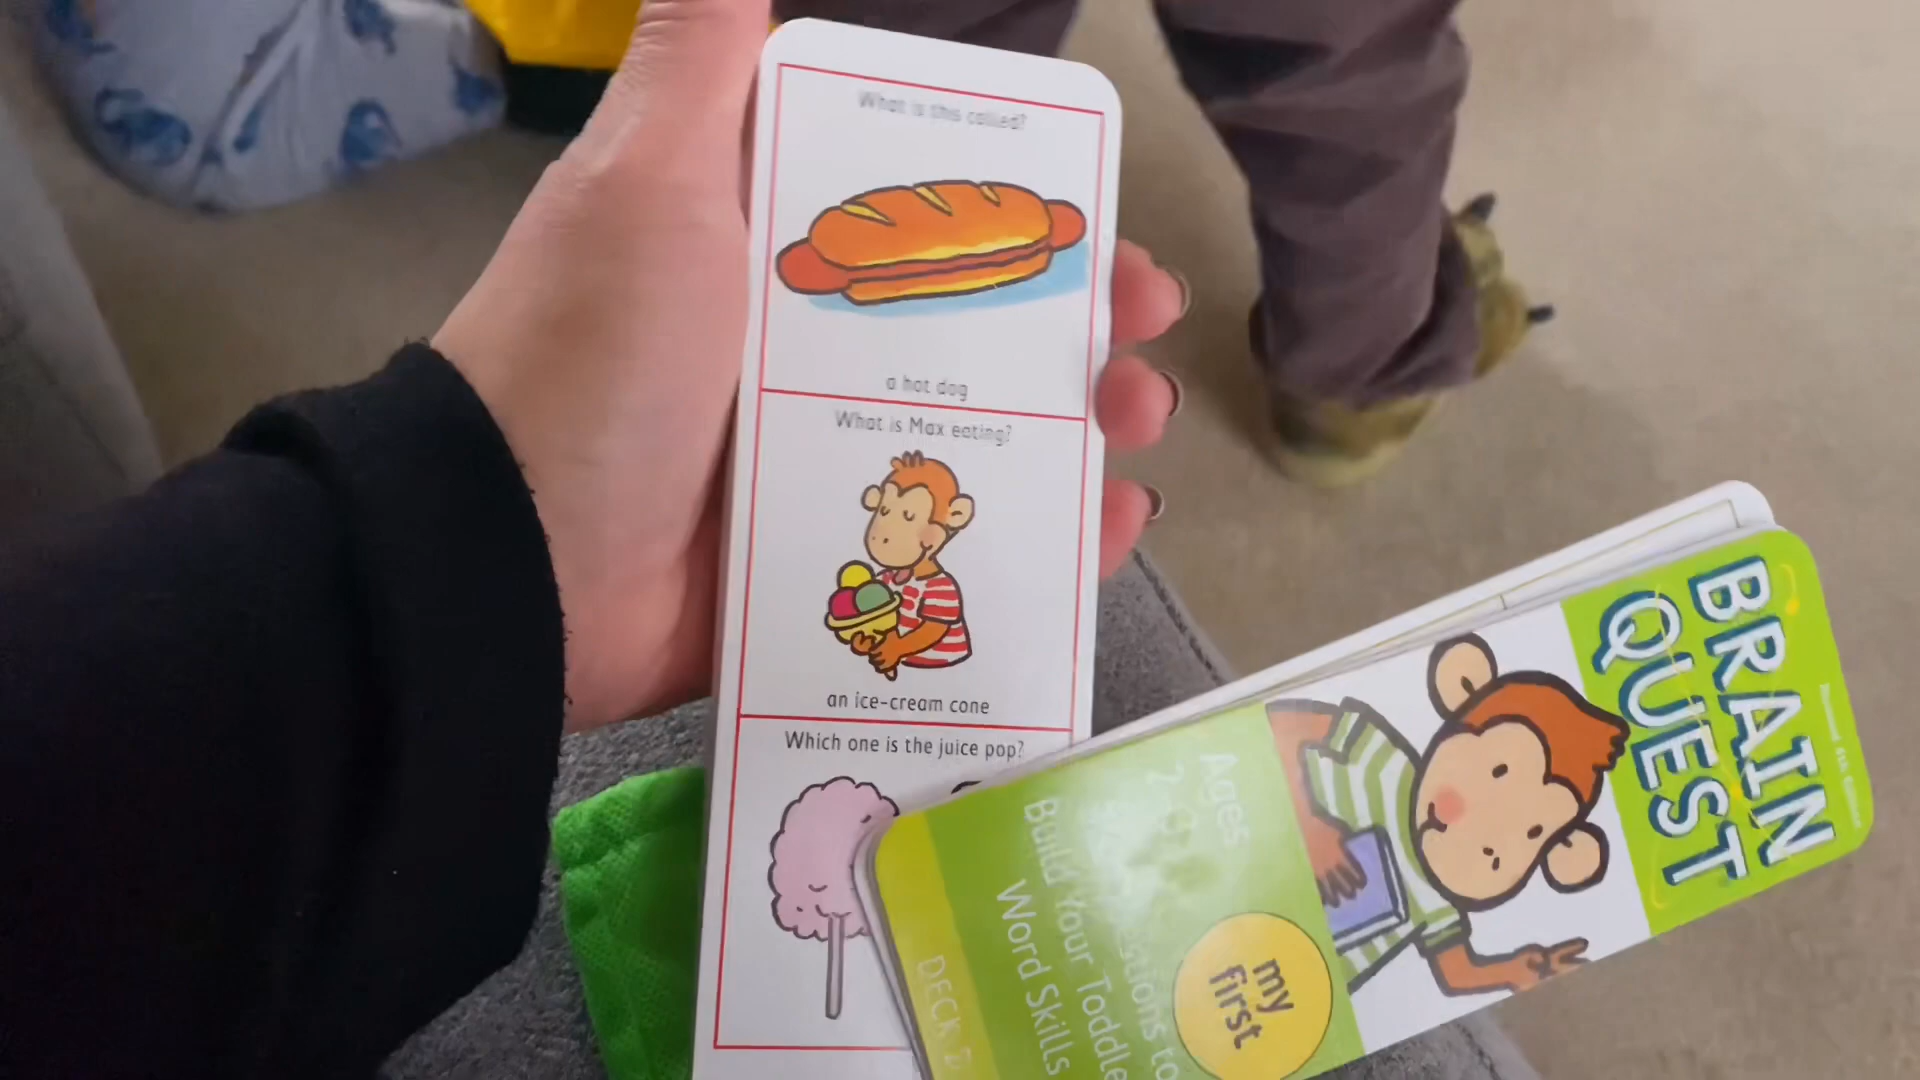 What is this called?
a hot dog
What is Max eating?
an ice-cream cone
Which one is the juice pop?
BRAIN
QUEST
Ages
Build Your Toddle
Word Skills
my
first
DECK